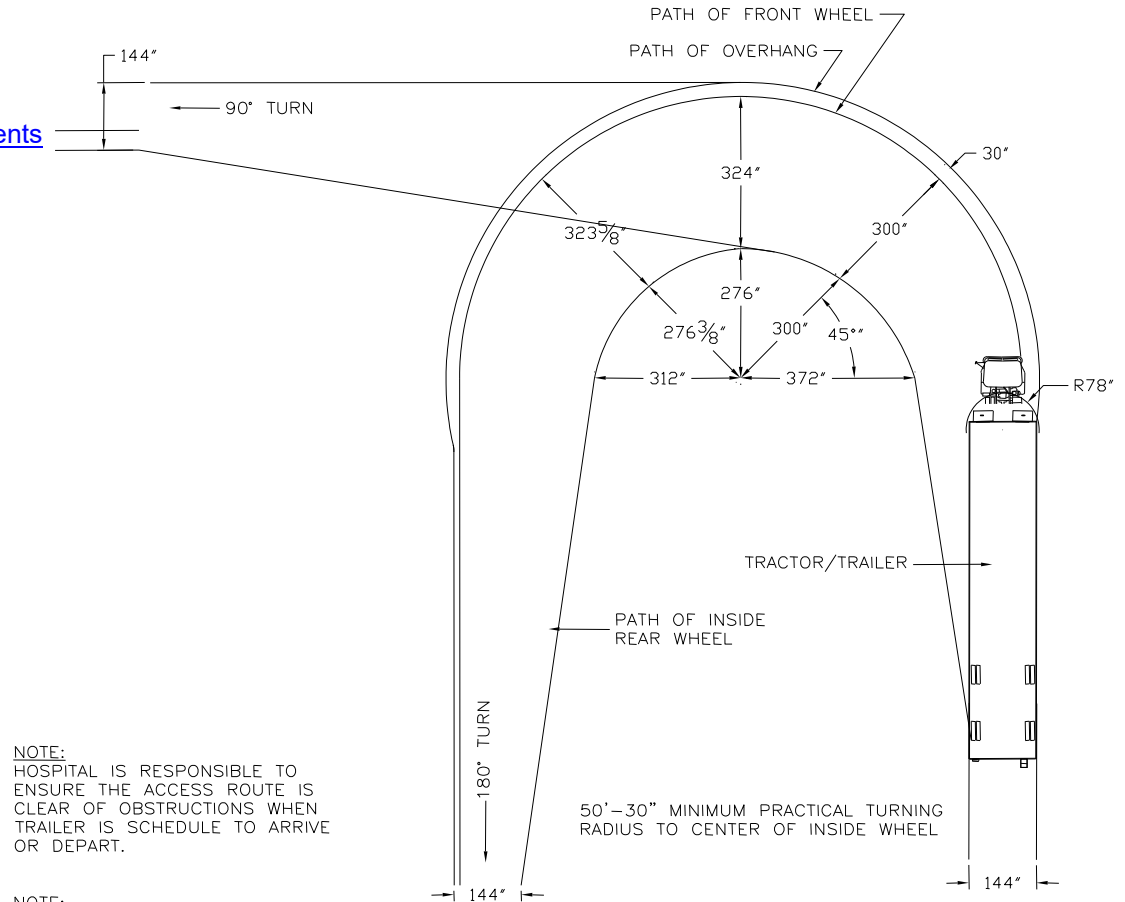 PATH OF FRONT WHEEL
PATH OF OVERHANG
144"
90° TURN
ents
30"
324"
323 5/8"
300"
276"
276 3/8"
300"
45°"
312"
372"
R78"
TRACTOR/TRAILER
PATH OF INSIDE
REAR WHEEL
180° TURN
NOTE:
HOSPITAL IS RESPONSIBLE TO
ENSURE THE ACCESS ROUTE IS
CLEAR OF OBSTRUCTIONS WHEN
TRAILER IS SCHEDULE TO ARRIVE
OR DEPART.
50'-30" MINIMUM PRACTICAL TURNING
RADIUS TO CENTER OF INSIDE WHEEL
144"
144"
NOTE: